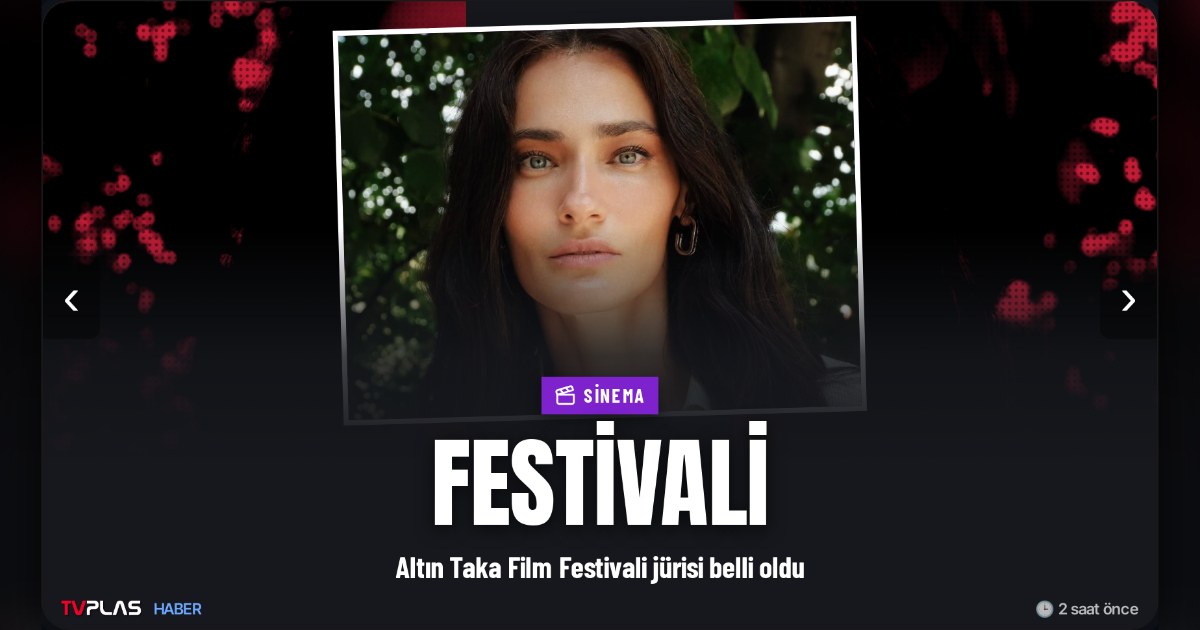 SİNEMA
FESTİVALİ
Altın Taka Film Festivali jürisi belli oldu
TVPLAS HABER
2 saat önce